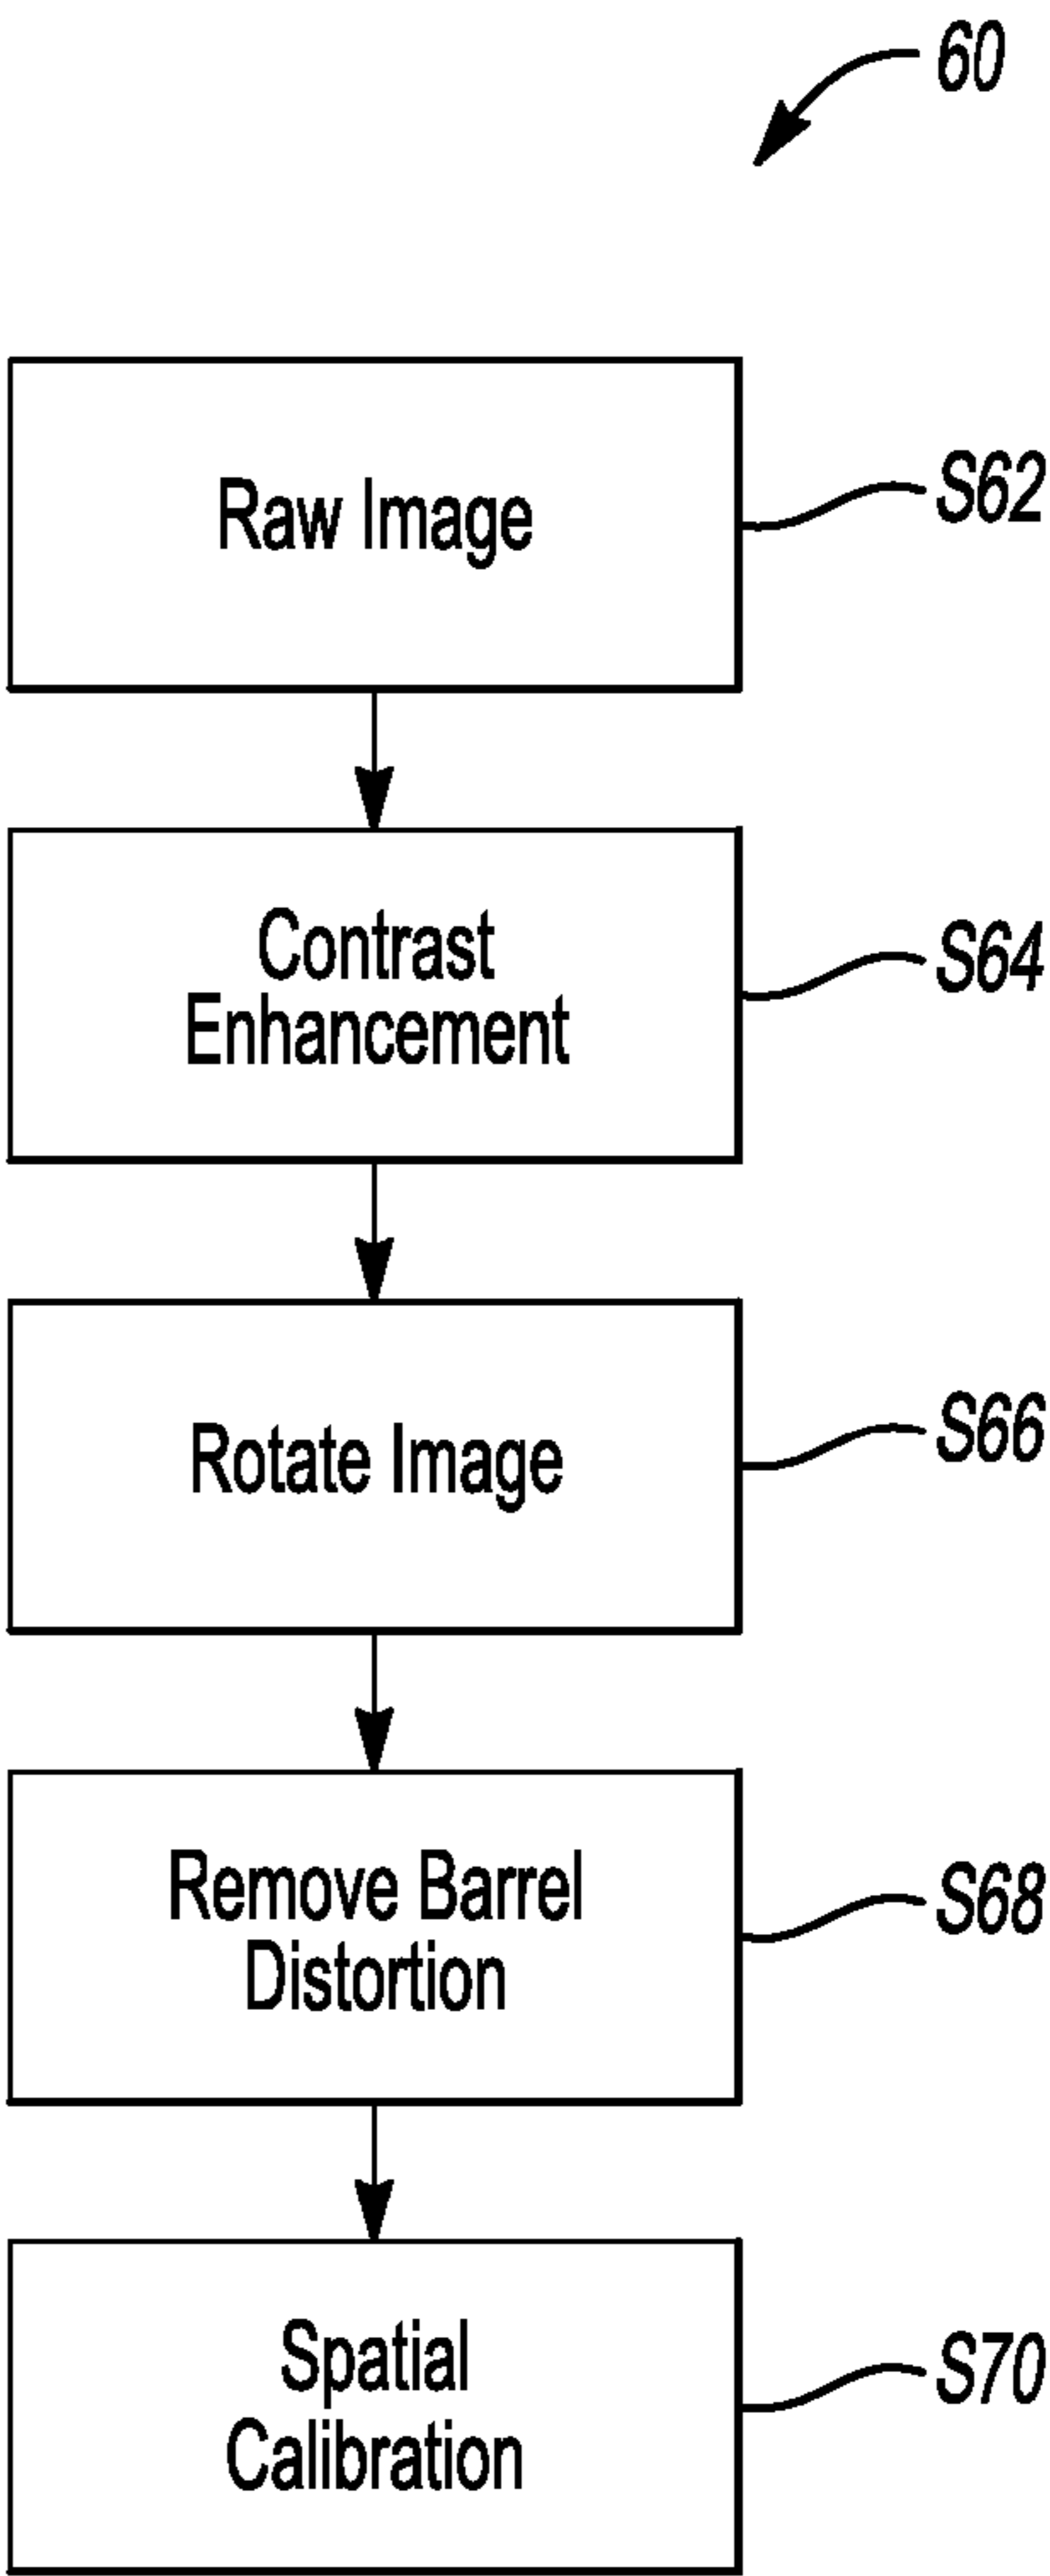 60
Raw Image
S62
Contrast
Enhancement
S64
Rotate Image
S66
Remove Barrel
Distortion
S68
Spatial
Calibration
S70